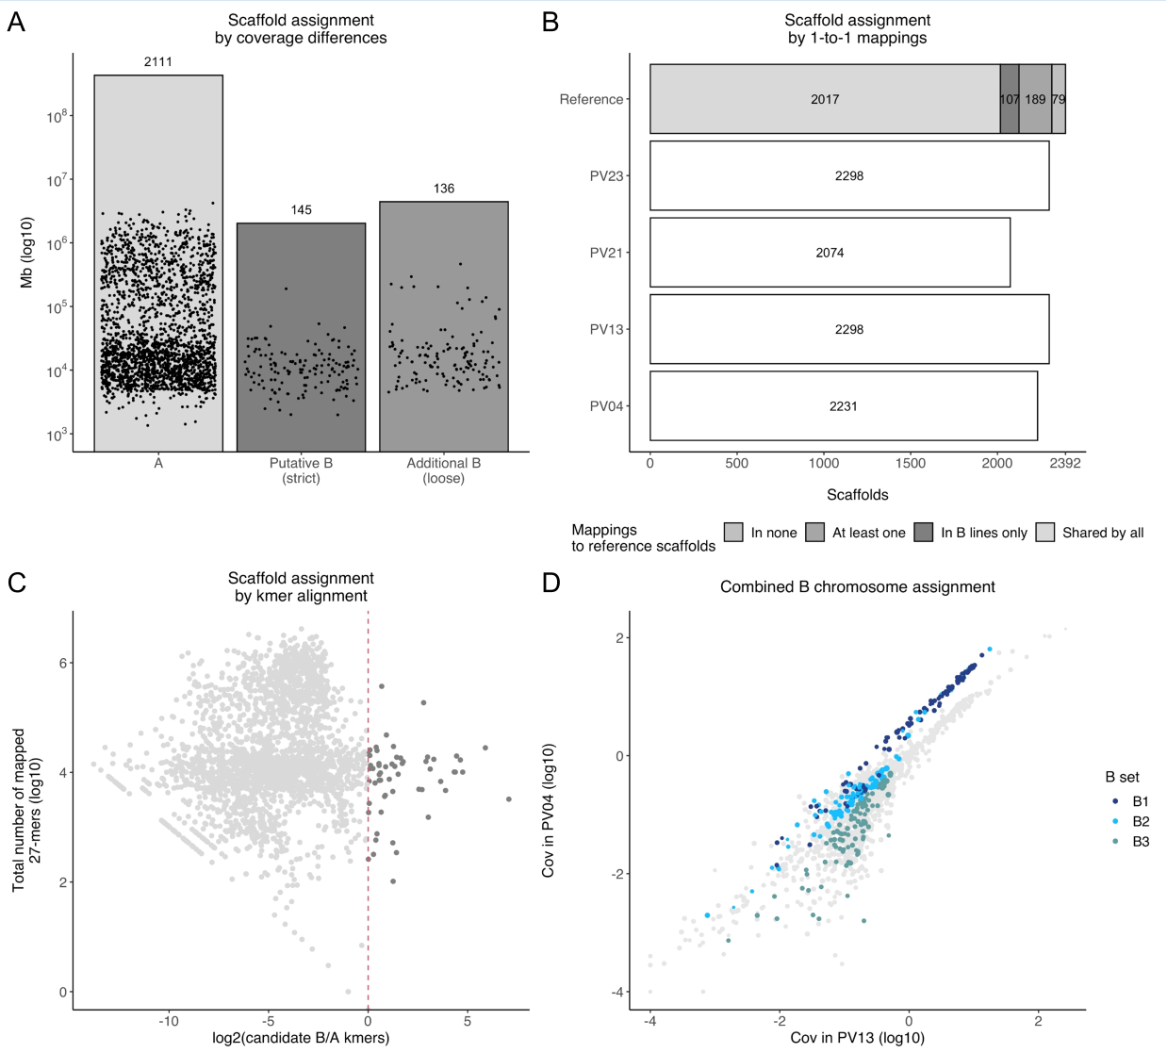 A
Scaffold assignment
by coverage differences
2111
145
136
10^8
10^7
10^6
10^5
10^4
10^3
Mb (log10)
A
Putative B
(strict)
Additional B
(loose)
B
Scaffold assignment
by 1-to-1 mappings
Reference
2017
107
189
79
PV23
2298
PV21
2074
PV13
2298
PV04
2231
0
500
1000
1500
2000
2392
Scaffolds
Mappings
to reference scaffolds
In none
At least one
In B lines only
Shared by all
C
Scaffold assignment
by kmer alignment
Total number of mapped
27-mers (log10)
6
4
2
0
-10
-5
0
5
log2(candidate B/A kmers)
D
Combined B chromosome assignment
Cov in PV04 (log10)
2
0
-2
-4
-4
-2
0
2
Cov in PV13 (log10)
B set
B1
B2
B3